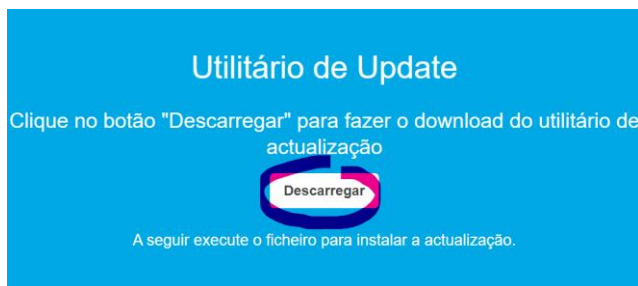 Utilitário de Update
Clique no botão "Descarregar" para fazer o download do utilitário de
actualização
Descarregar
A seguir execute o ficheiro para instalar a actualização.